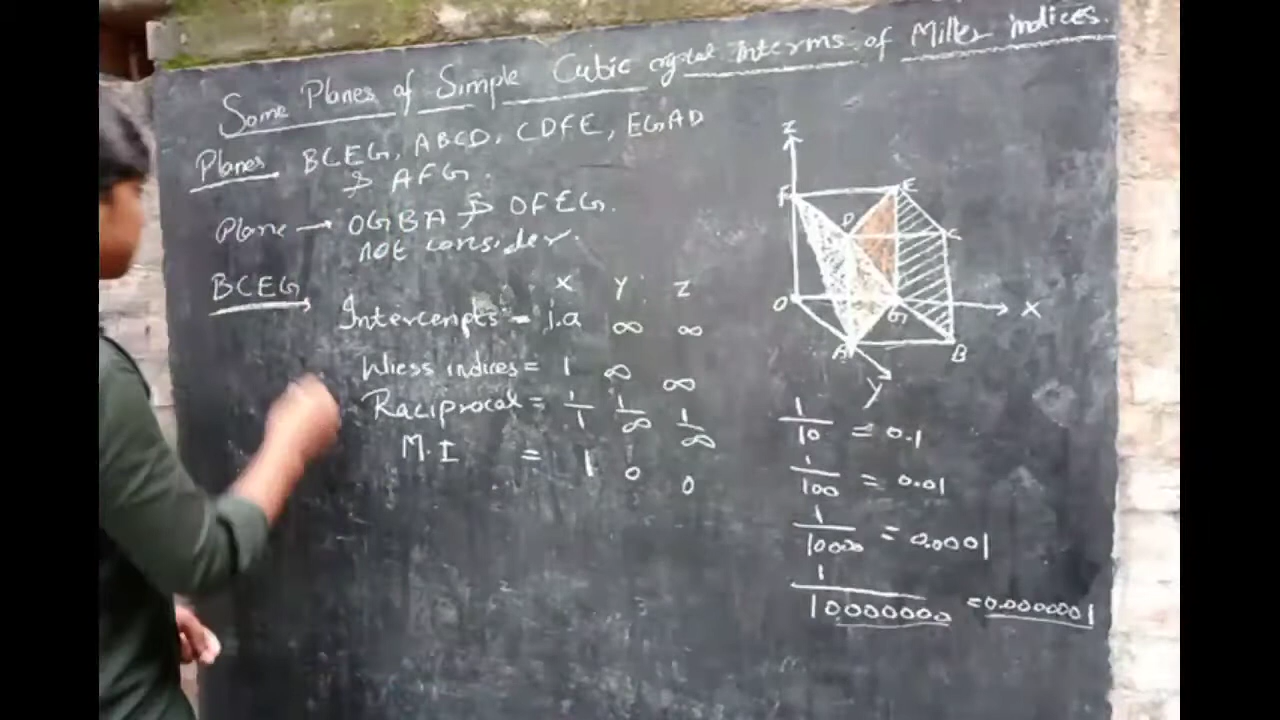 Some Planes of Simple Cubic crystal interms of Miller indices.
Planes BCEG, ABCD, CDFE, EGAD
& AFG.
Plane → OGBA & OFEG.
not consider.
BCEG →
X Y Z
Intercenpts = 1.a ∞ ∞
Wiess indices = 1 ∞ ∞
Raciprocal = 1/1 1/∞ 1/∞
M.I = 1 0 0
Z
F E
D C
O G X
A B
Y
1/10 = 0.1
1/100 = 0.01
1/10000 = 0.0001
1/10000000 = 0.0000001